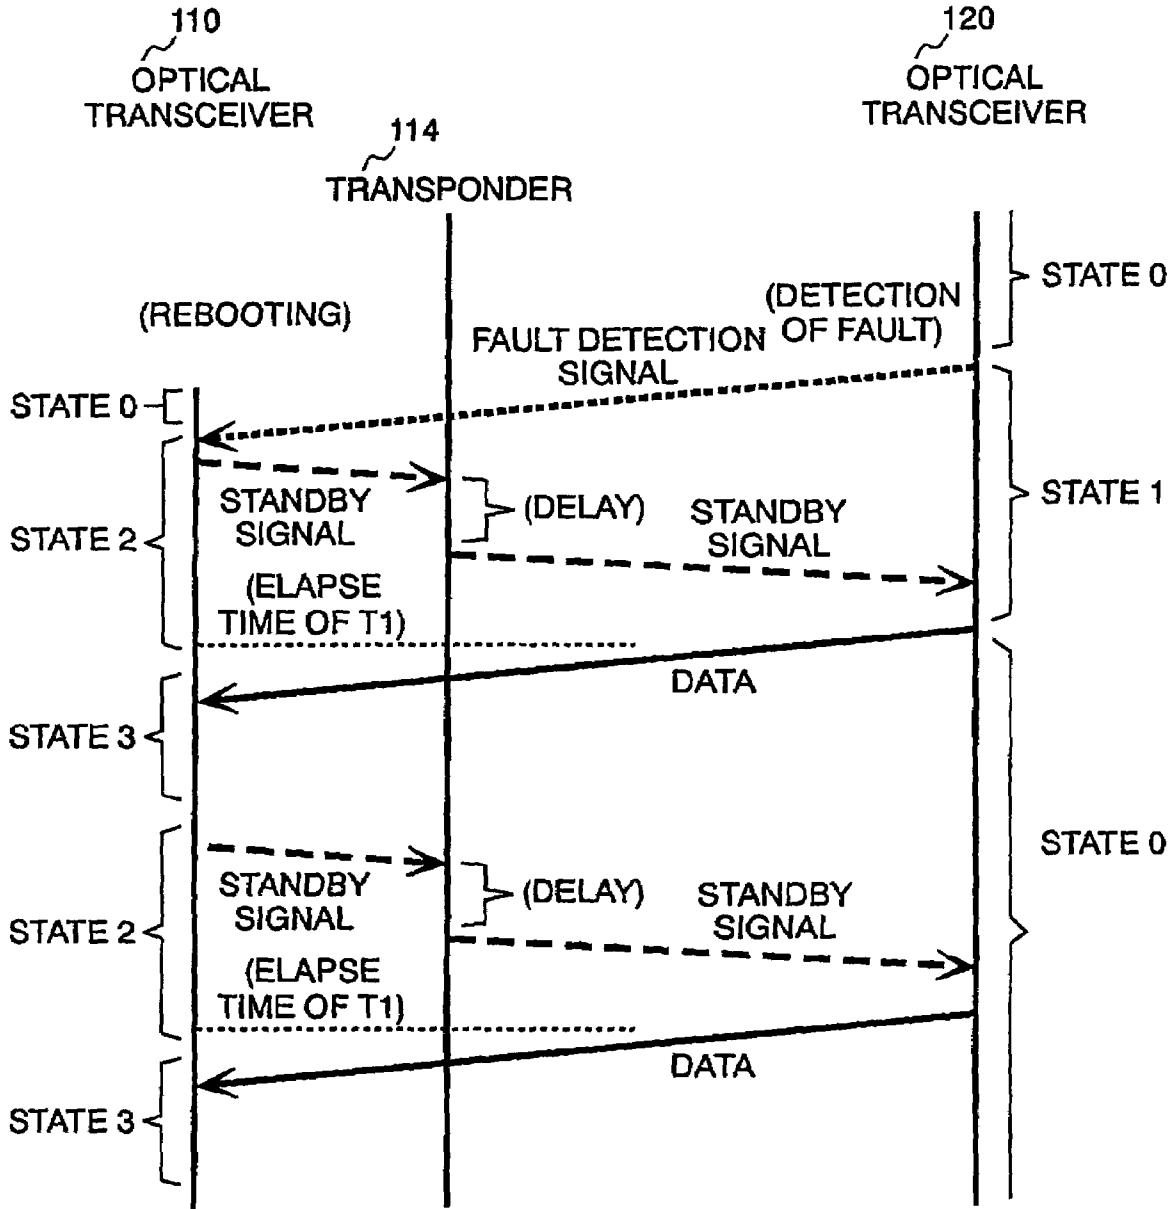 110
OPTICAL
TRANSCEIVER
120
OPTICAL
TRANSCEIVER
114
TRANSPONDER
STATE 0
(REBOOTING)
(DETECTION
OF FAULT)
FAULT DETECTION
SIGNAL
STATE 0
STATE 1
STANDBY
SIGNAL
(DELAY)
STANDBY
SIGNAL
STATE 2
(ELAPSE
TIME OF T1)
DATA
STATE 3
STATE 0
STANDBY
SIGNAL
(DELAY)
STANDBY
SIGNAL
STATE 2
(ELAPSE
TIME OF T1)
DATA
STATE 3